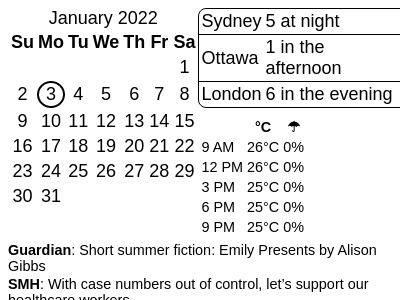 January 2022
Su Mo Tu We Th Fr Sa
1
2 3 4 5 6 7 8
9 10 11 12 13 14 15
16 17 18 19 20 21 22
23 24 25 26 27 28 29
30 31
Sydney 5 at night
Ottawa 1 in the
afternoon
London 6 in the evening
°C ☂
9 AM 26°C 0%
12 PM 26°C 0%
3 PM 25°C 0%
6 PM 25°C 0%
9 PM 25°C 0%
Guardian: Short summer fiction: Emily Presents by Alison
Gibbs
SMH: With case numbers out of control, let’s support our
healthcare workers